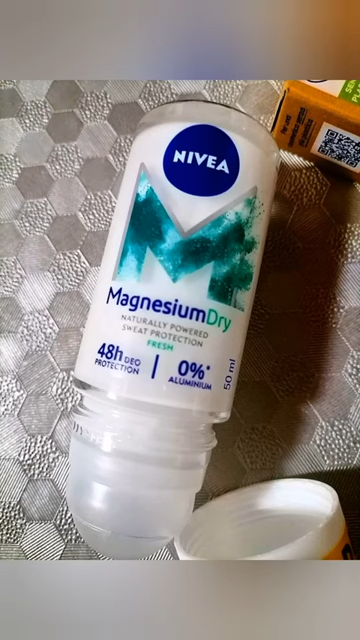 NIVEA
M
MagnesiumDry
NATURALLY POWERED
SWEAT PROTECTION
FRESH
48h DEO
PROTECTION
0%*
ALUMINIUM
50 ml